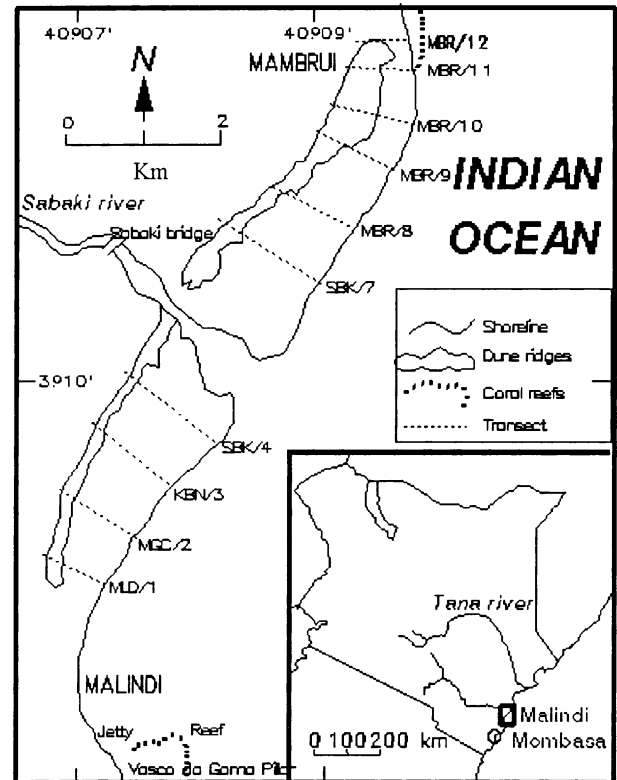 40907'
40909'
N
0 2
Km
MAMBRUI
MBR/12
MBR/11
MBR/10
MBR/9
MBR/8
SBK/7
INDIAN
OCEAN
Sabaki river
Sabaki bridge
Shoreline
Dune ridges
Coral reefs
Transect
3910'
SBK/4
KBN/3
MGC/2
MLD/1
MALINDI
Jetty
Reef
Vasco da Gama Pillar
Tana river
Malindi
Mombasa
0 100200 km